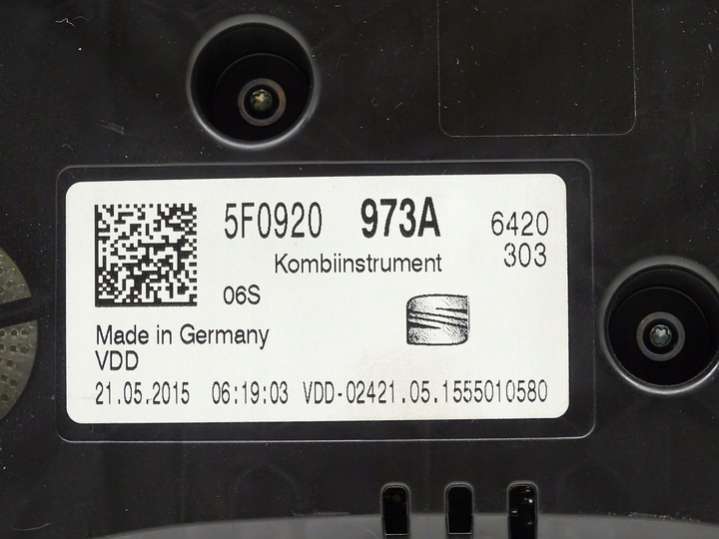 5F0920 973A 6420
Kombiinstrument 303
06S
Made in Germany
VDD
21.05.2015 06:19:03 VDD-02421.05.1555010580